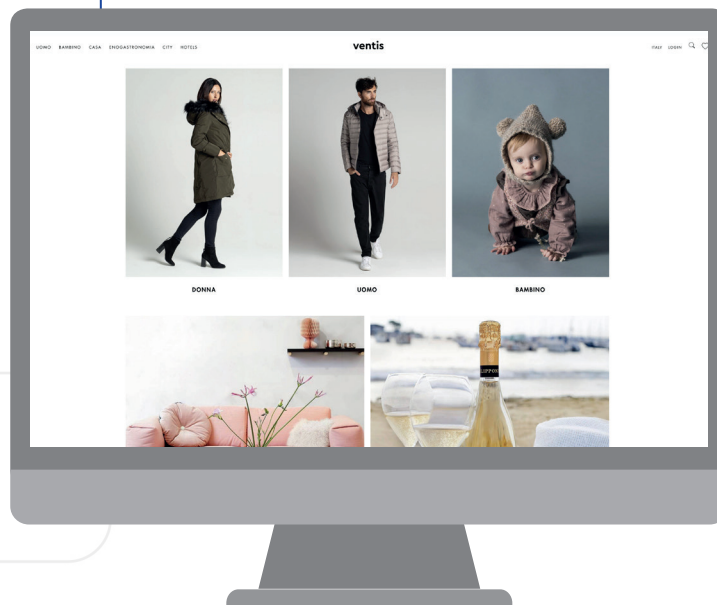 UOMO BAMBINO CASA ENOGASTRONOMIA CITY HOTELS
ventis
ITALY LOGIN
DONNA UOMO BAMBINO